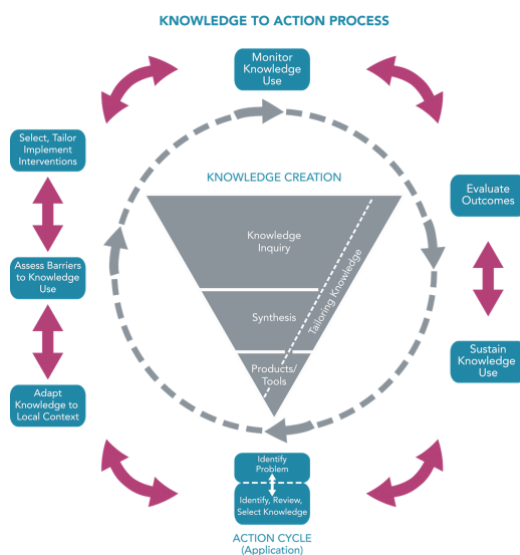 KNOWLEDGE TO ACTION PROCESS
Monitor
Knowledge
Use
Select, Tailor
Implement
Interventions
Evaluate
Outcomes
Assess Barriers
to Knowledge
Use
Sustain
Knowledge
Use
Adapt
Knowledge to
Local Context
KNOWLEDGE CREATION
Knowledge
Inquiry
Synthesis
Products/
Tools
Tailoring Knowledge
Identify
Problem
Identify, Review,
Select Knowledge
ACTION CYCLE
(Application)